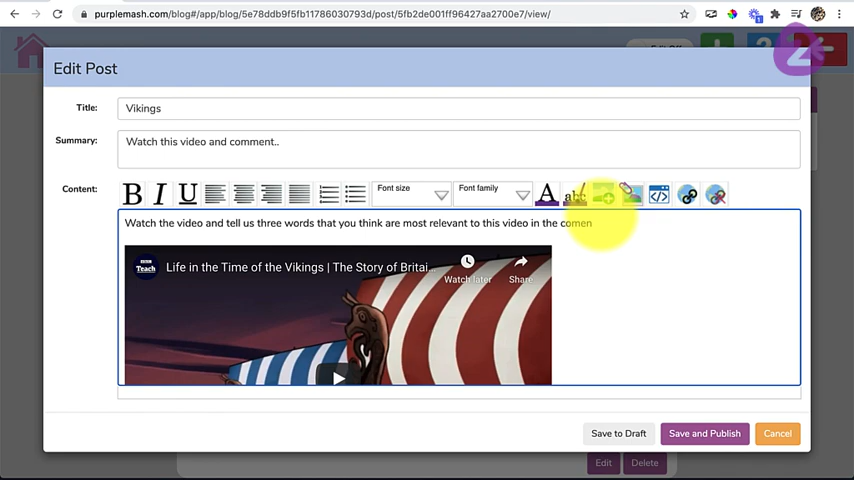 purplemash.com/blog#/app/blog/5e78ddb9f5fb11786030793d/post/5fb2de001ff96427aa2700e7/view/
Edit Post
Title:
Vikings
Summary:
Watch this video and comment..
Content:
B I U
Font size
Font family
A
abc
Watch the video and tell us three words that you think are most relevant to this video in the comen
BBC
Teach
Life in the Time of the Vikings | The Story of Britai...
Watch later
Share
Save to Draft
Save and Publish
Cancel
Edit
Delete